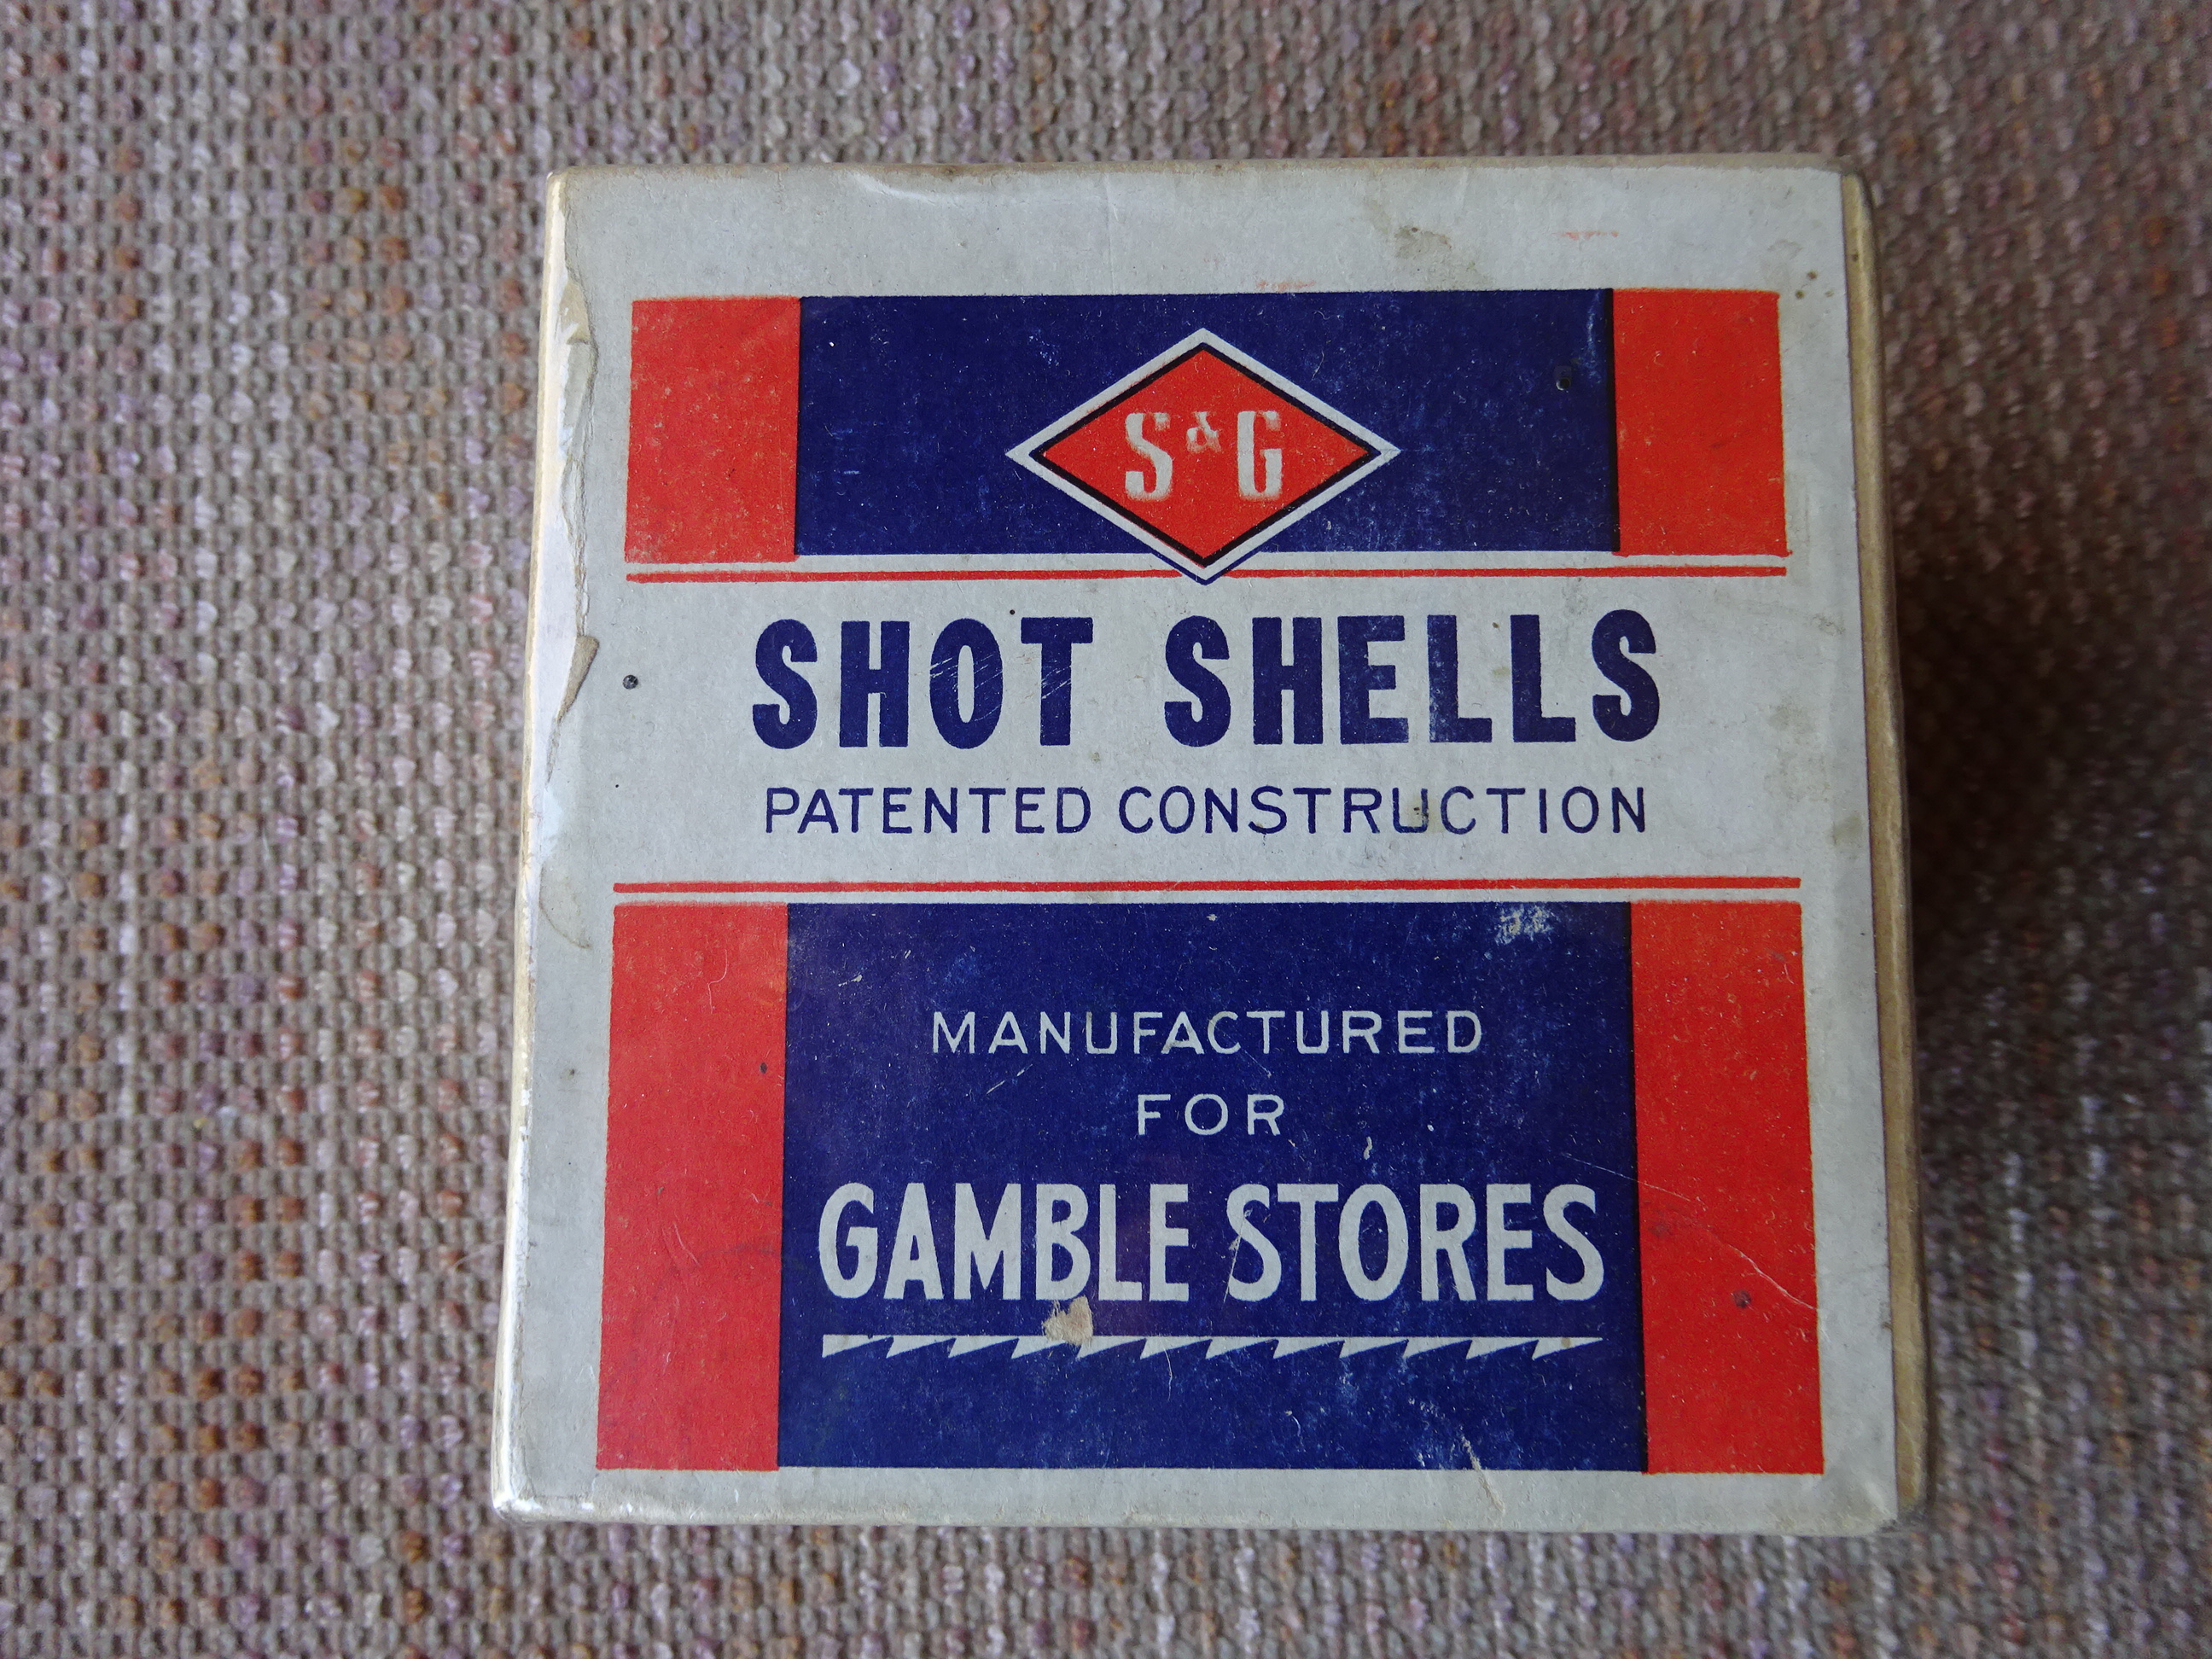 S&G
SHOT SHELLS
PATENTED CONSTRUCTION
MANUFACTURED
FOR
GAMBLE STORES